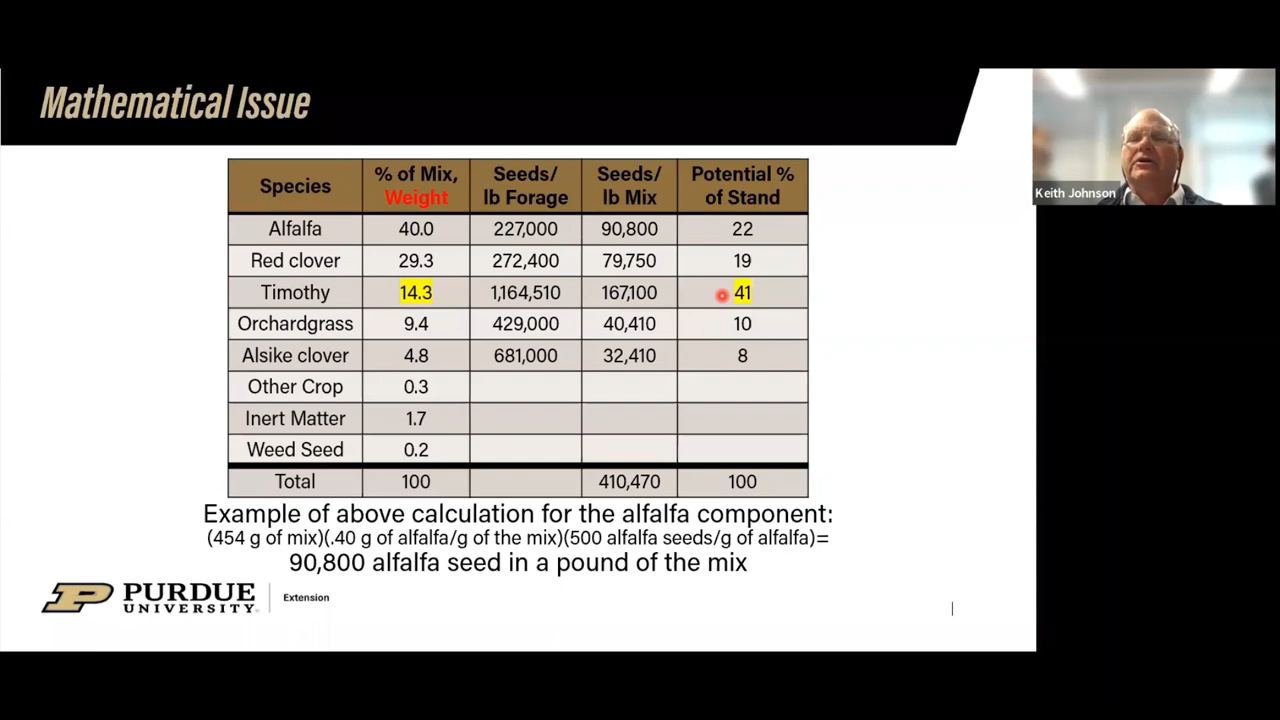 Mathematical Issue
Keith Johnson
Species % of Mix, Weight Seeds/ lb Forage Seeds/ lb Mix Potential % of Stand
Alfalfa 40.0 227,000 90,800 22
Red clover 29.3 272,400 79,750 19
Timothy 14.3 1,164,510 167,100 41
Orchardgrass 9.4 429,000 40,410 10
Alsike clover 4.8 681,000 32,410 8
Other Crop 0.3
Inert Matter 1.7
Weed Seed 0.2
Total 100 410,470 100
Example of above calculation for the alfalfa component:
(454 g of mix)(.40 g of alfalfa/g of the mix)(500 alfalfa seeds/g of alfalfa)=
90,800 alfalfa seed in a pound of the mix
PURDUE
UNIVERSITY
Extension